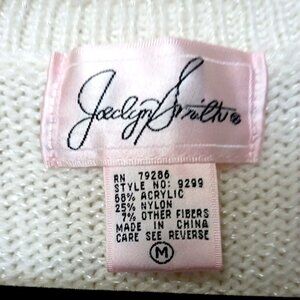 Jaclyn Smith®
RN 79286
STYLE NO: 9299
68% ACRYLIC
25% NYLON
7% OTHER FIBERS
MADE IN CHINA
CARE SEE REVERSE
M